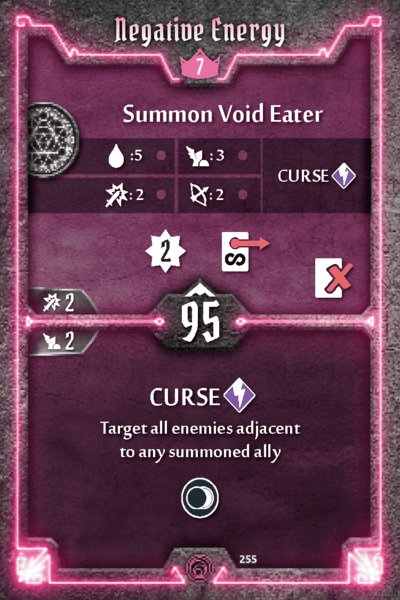 Negative Energy
7
Summon Void Eater
:5 :3
:2 :2
CURSE
2
2
95
2
CURSE
Target all enemies adjacent
to any summoned ally
255